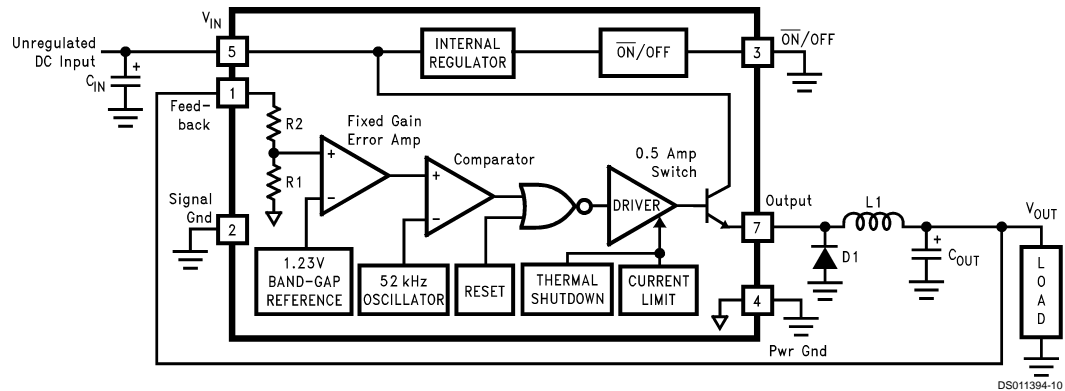 V_IN
Unregulated
DC Input
C_IN
+
5
INTERNAL
REGULATOR
ON/OFF
3
ON/OFF
1
Feed-
back
R2
R1
Fixed Gain
Error Amp
+
−
Comparator
+
−
0.5 Amp
Switch
DRIVER
Signal
Gnd
2
Output
7
L1
D1
+
C_OUT
V_OUT
L
O
A
D
1.23V
BAND-GAP
REFERENCE
52 kHz
OSCILLATOR
RESET
THERMAL
SHUTDOWN
CURRENT
LIMIT
4
Pwr Gnd
DS011394-10